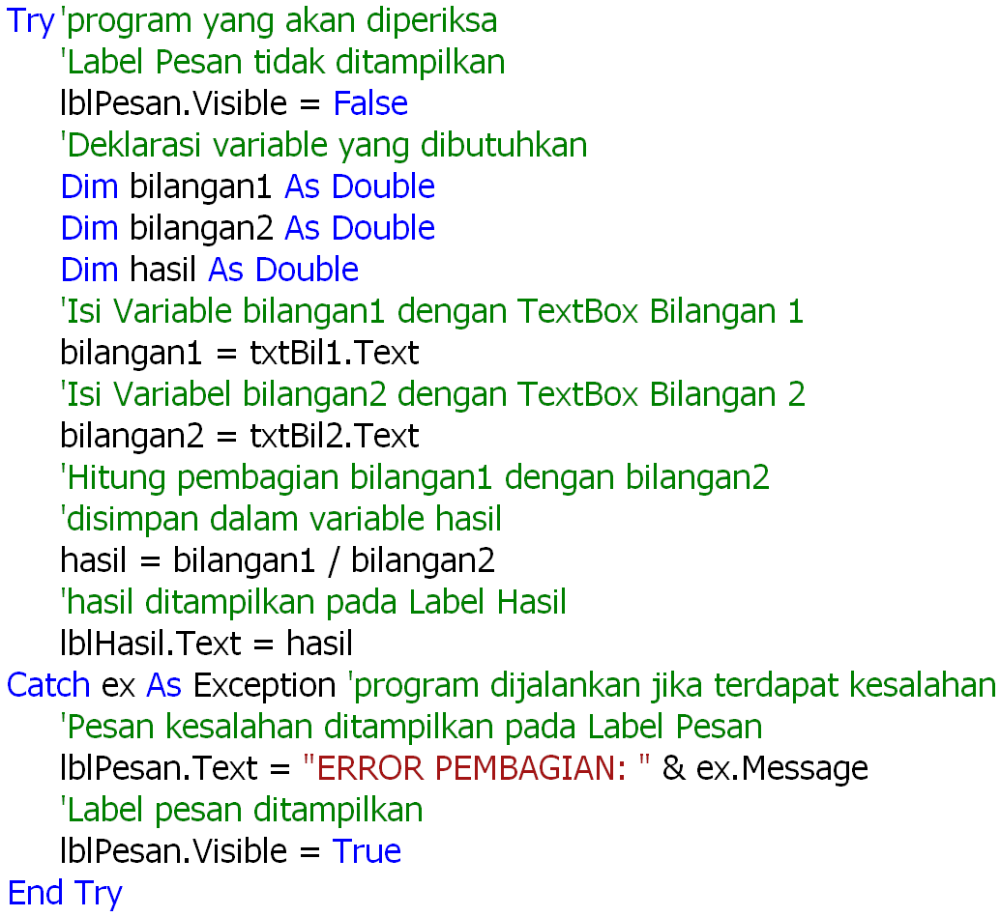 Try 'program yang akan diperiksa
'Label Pesan tidak ditampilkan
lblPesan.Visible = False
'Deklarasi variable yang dibutuhkan
Dim bilangan1 As Double
Dim bilangan2 As Double
Dim hasil As Double
'Isi Variable bilangan1 dengan TextBox Bilangan 1
bilangan1 = txtBil1.Text
'Isi Variabel bilangan2 dengan TextBox Bilangan 2
bilangan2 = txtBil2.Text
'Hitung pembagian bilangan1 dengan bilangan2
'disimpan dalam variable hasil
hasil = bilangan1 / bilangan2
'hasil ditampilkan pada Label Hasil
lblHasil.Text = hasil
Catch ex As Exception 'program dijalankan jika terdapat kesalahan
'Pesan kesalahan ditampilkan pada Label Pesan
lblPesan.Text = "ERROR PEMBAGIAN: " & ex.Message
'Label pesan ditampilkan
lblPesan.Visible = True
End Try